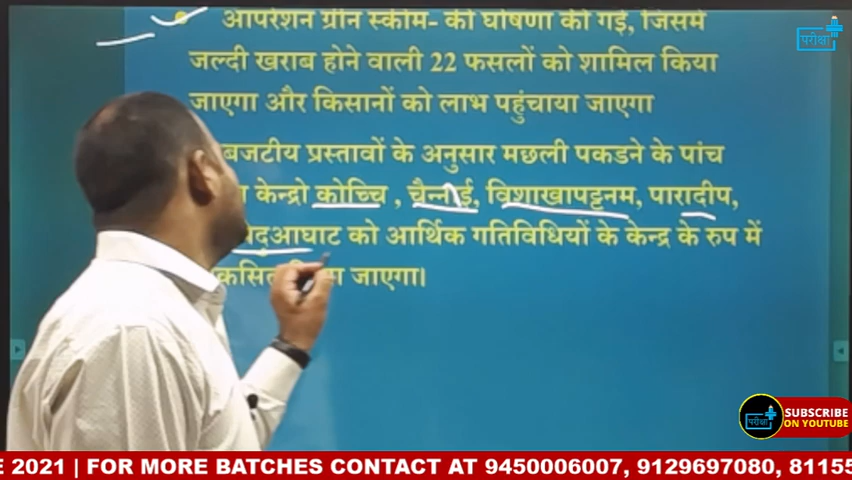 आपरेशन ग्रीन स्कीम- की घोषणा की गई, जिसमें
जल्दी खराब होने वाली 22 फसलों को शामिल किया
जाएगा और किसानों को लाभ पहुंचाया जाएगा
बजटीय प्रस्तावों के अनुसार मछली पकडने के पांच
केन्द्रो कोच्चि , चैन्नई, विशाखापट्टनम, पारादीप,
को आर्थिक गतिविधियों के केन्द्र के रुप में
जाएगा।
परीक्षा
परीक्षा
SUBSCRIBE
ON YOUTUBE
E 2021 | FOR MORE BATCHES CONTACT AT 9450006007, 9129697080, 81155